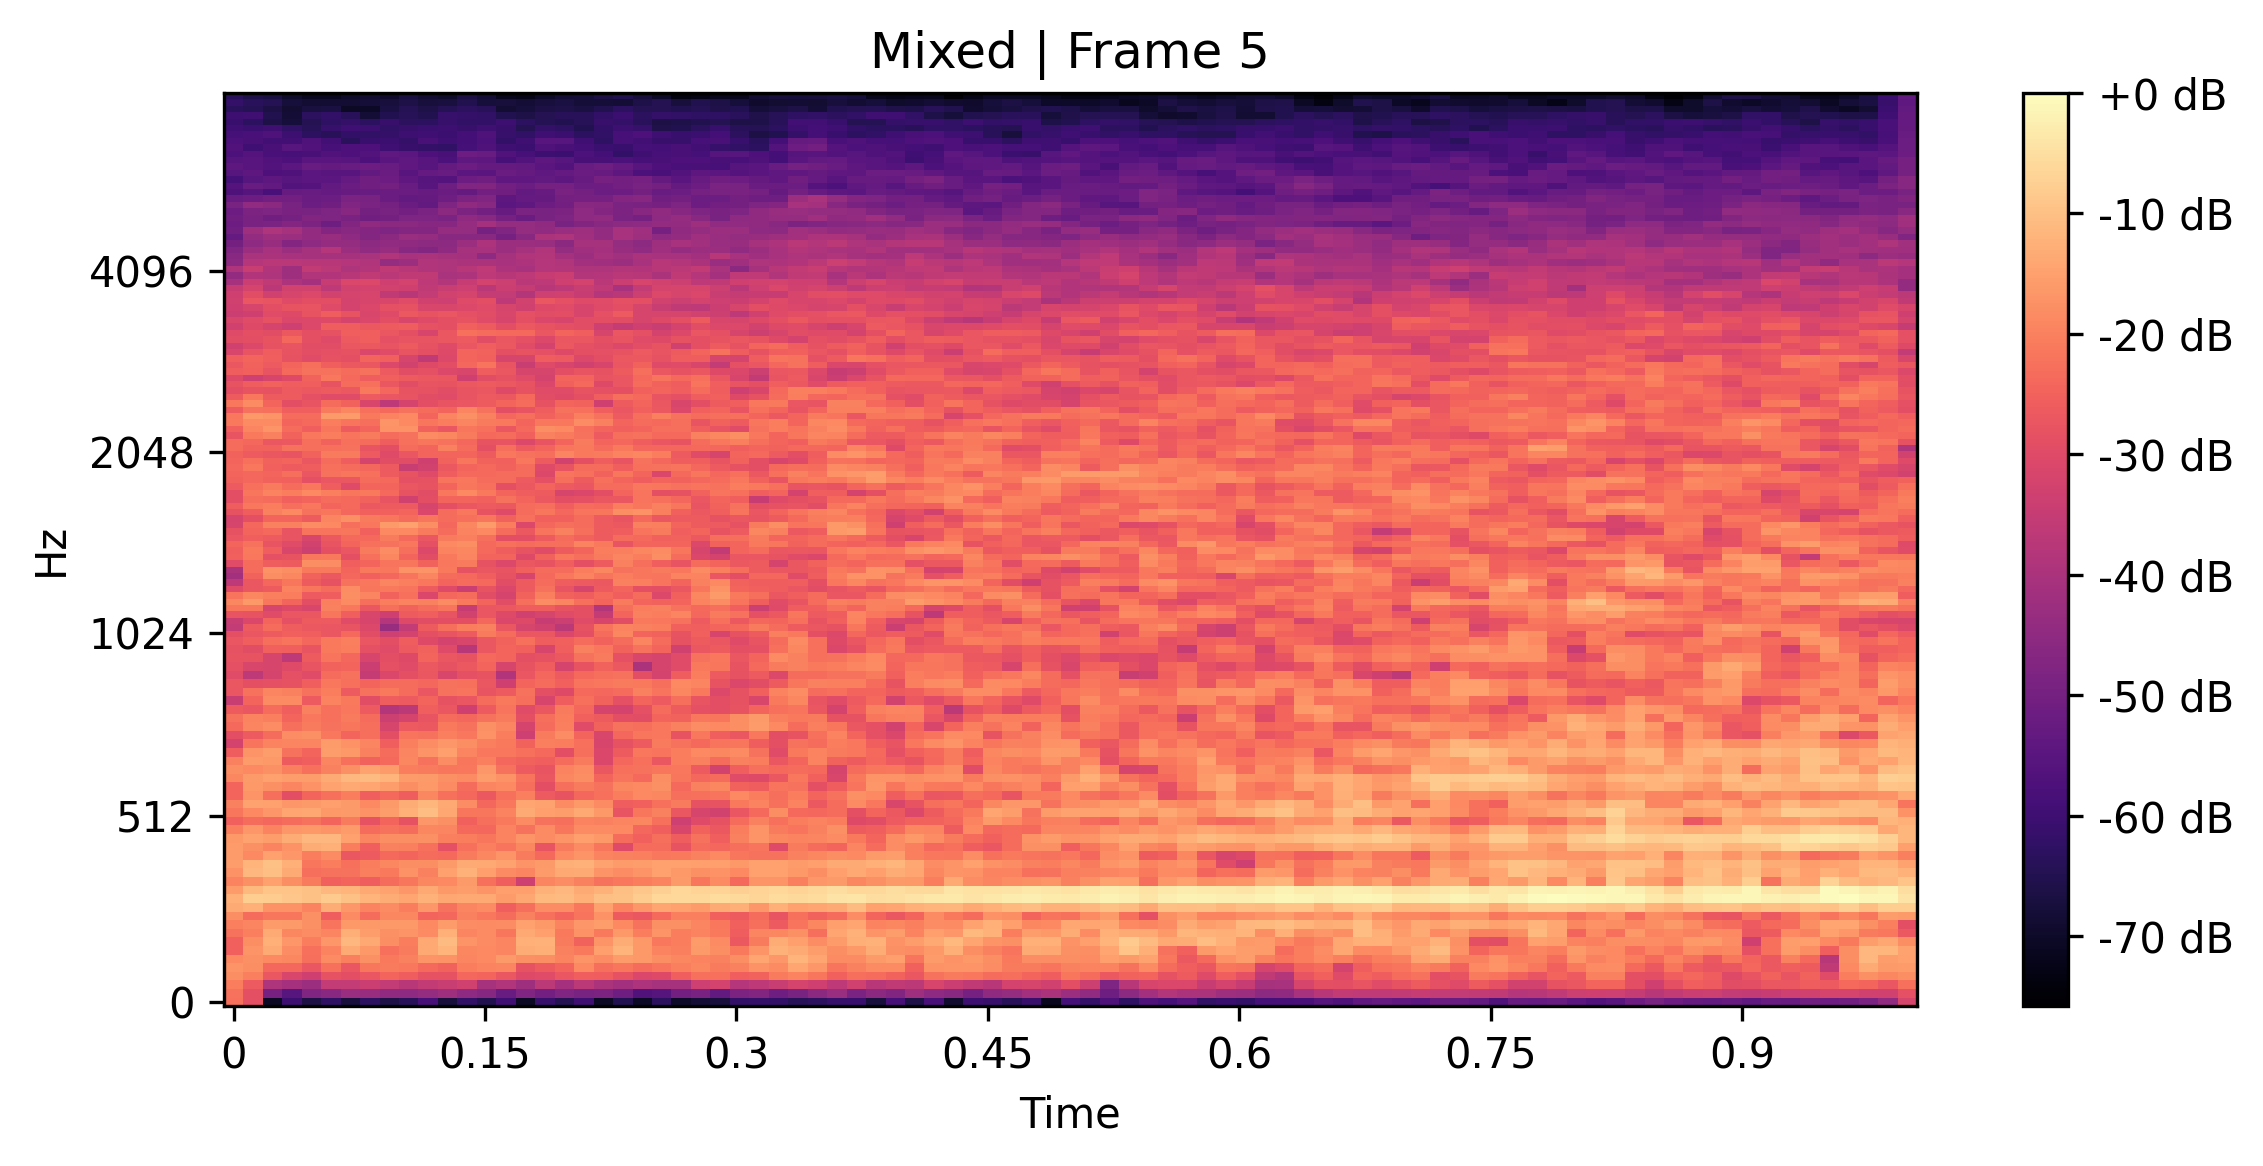 Mixed | Frame 5
+0 dB
-10 dB
-20 dB
-30 dB
-40 dB
-50 dB
-60 dB
-70 dB
Hz
4096
2048
1024
512
0
0 0.15 0.3 0.45 0.6 0.75 0.9
Time